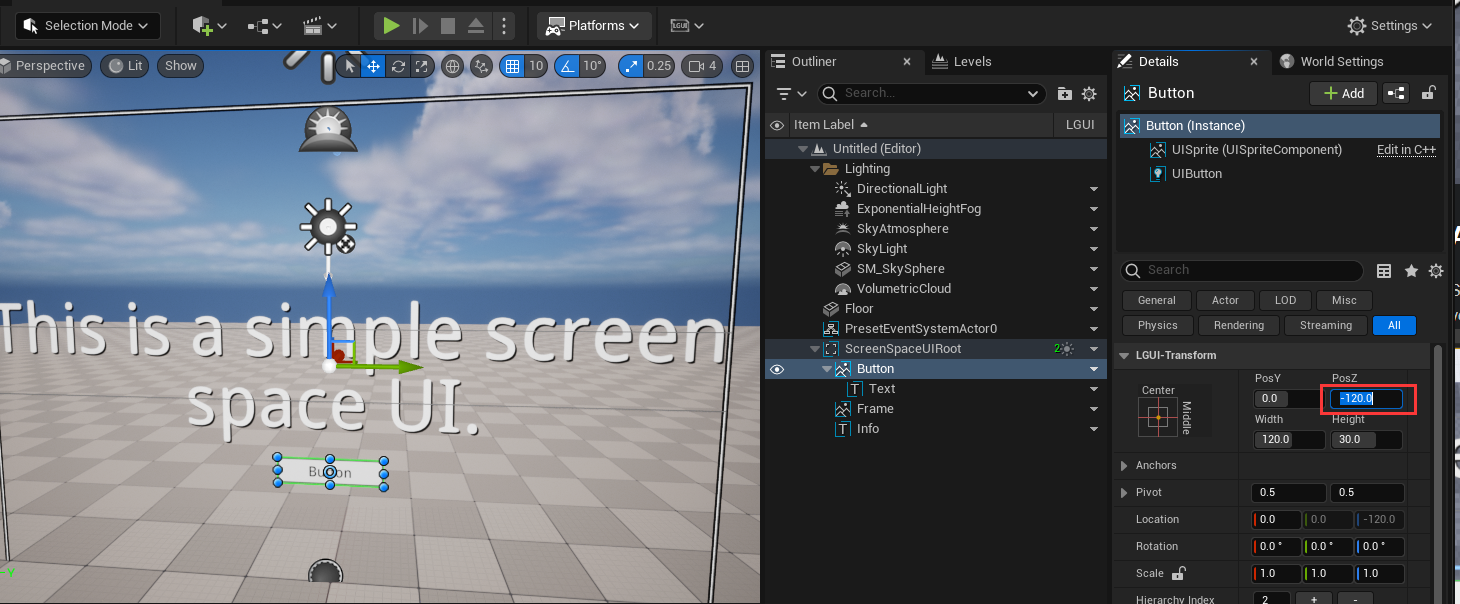 Selection Mode
Platforms
LGUI
Settings
Perspective
Lit
Show
10
10°
0.25
4
Outliner
Levels
Search...
Item Label
LGUI
Untitled (Editor)
Lighting
DirectionalLight
ExponentialHeightFog
SkyAtmosphere
SkyLight
SM_SkySphere
VolumetricCloud
Floor
PresetEventSystemActor0
ScreenSpaceUIRoot
2
Button
Text
Frame
Info
This is a simple screen
space UI.
Button
Details
World Settings
Button
Add
Button (Instance)
UISprite (UISpriteComponent)
Edit in C++
UIButton
Search
General
Actor
LOD
Misc
Physics
Rendering
Streaming
All
LGUI-Transform
Center
Middle
PosY
PosZ
0.0
-120.0
Width
Height
120.0
30.0
Anchors
Pivot
0.5
0.5
Location
0.0
0.0
-120.0
Rotation
0.0 °
0.0 °
0.0 °
Scale
1.0
1.0
1.0
Hierarchy Index
2
+
-